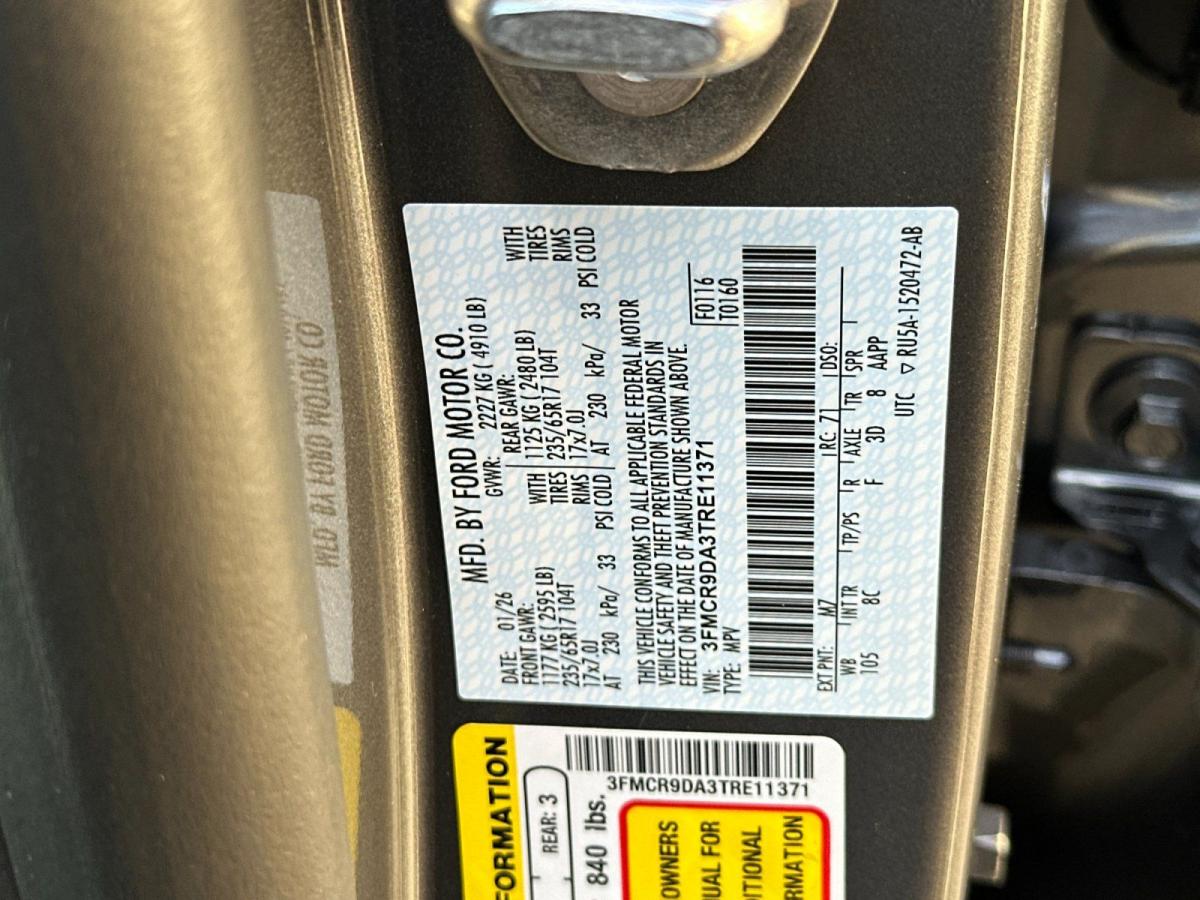 MFD. BY FORD MOTOR CO.
DATE: 01/26 GVWR: 2227 KG ( 4910 LB)
FRONT GAWR: REAR GAWR:
1177 KG ( 2595 LB) WITH 1125 KG ( 2480 LB) WITH
235/65R17 104T TIRES 235/65R17 104T TIRES
17x7.0J RIMS 17x7.0J RIMS
AT 230 kPa/ 33 PSI COLD AT 230 kPa/ 33 PSI COLD
THIS VEHICLE CONFORMS TO ALL APPLICABLE FEDERAL MOTOR
VEHICLE SAFETY AND THEFT PREVENTION STANDARDS IN
EFFECT ON THE DATE OF MANUFACTURE SHOWN ABOVE.
VIN: 3FMCR9DA3TRE11371 F0116
TYPE: MPV T0160
EXT PNT: M7 RC: 71 DSO:
WB INT TR TP/PS R AXLE TR SPR
105 8C F 3D 8 AAPP
UTC ▽ RU5A-1520472-AB
FORMATION
REAR: 3
840 lbs.
3FMCR9DA3TRE11371
OWNERS
UAL FOR
ITIONAL
RMATION
MFD. BY FORD MOTOR CO.